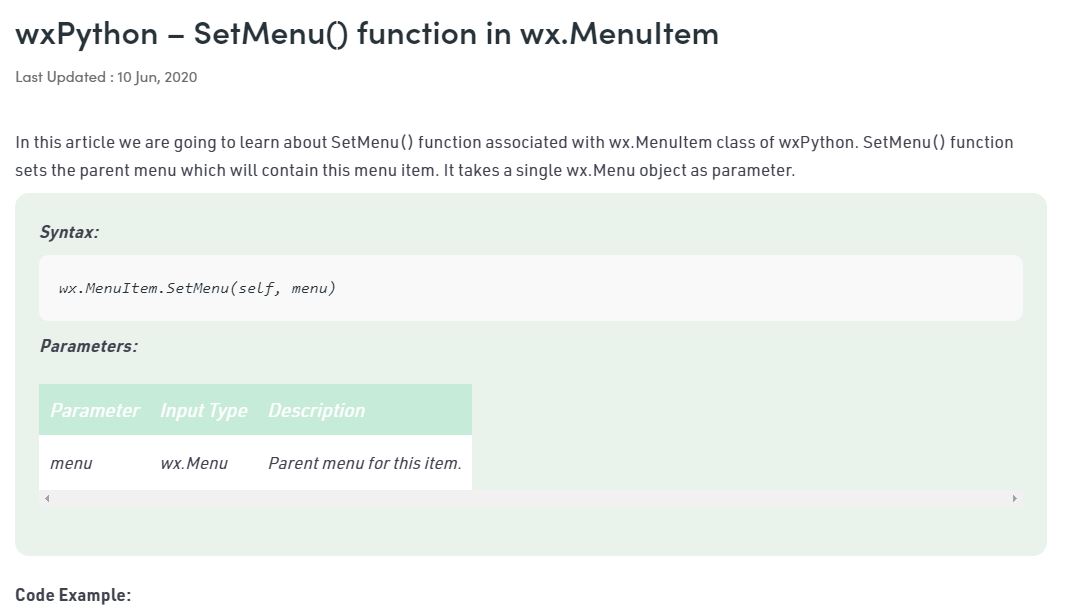 wxPython – SetMenu() function in wx.MenuItem
Last Updated : 10 Jun, 2020
In this article we are going to learn about SetMenu() function associated with wx.MenuItem class of wxPython. SetMenu() function
sets the parent menu which will contain this menu item. It takes a single wx.Menu object as parameter.
Syntax:
wx.MenuItem.SetMenu(self, menu)
Parameters:
Parameter Input Type Description
menu wx.Menu Parent menu for this item.
Code Example: